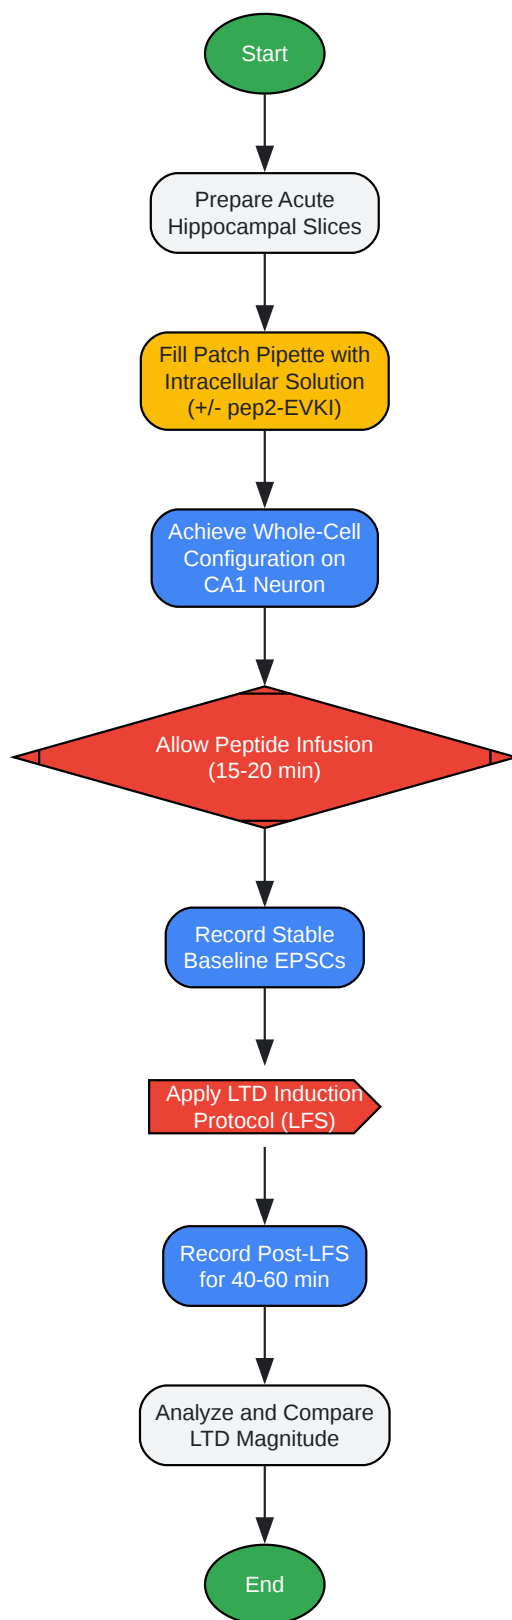 Start
Prepare Acute
Hippocampal Slices
Fill Patch Pipette with
Intracellular Solution
(+/- pep2-EVKI)
Achieve Whole-Cell
Configuration on
CA1 Neuron
Allow Peptide Infusion
(15-20 min)
Record Stable
Baseline EPSCs
Apply LTD Induction
Protocol (LFS)
Record Post-LFS
for 40-60 min
Analyze and Compare
LTD Magnitude
End